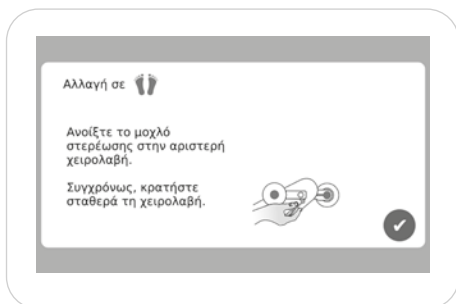 Αλλαγή σε
Ανοίξτε το μοχλό
στερέωσης στην αριστερή
χειρολαβή.
Συγχρόνως, κρατήστε
σταθερά τη χειρολαβή.